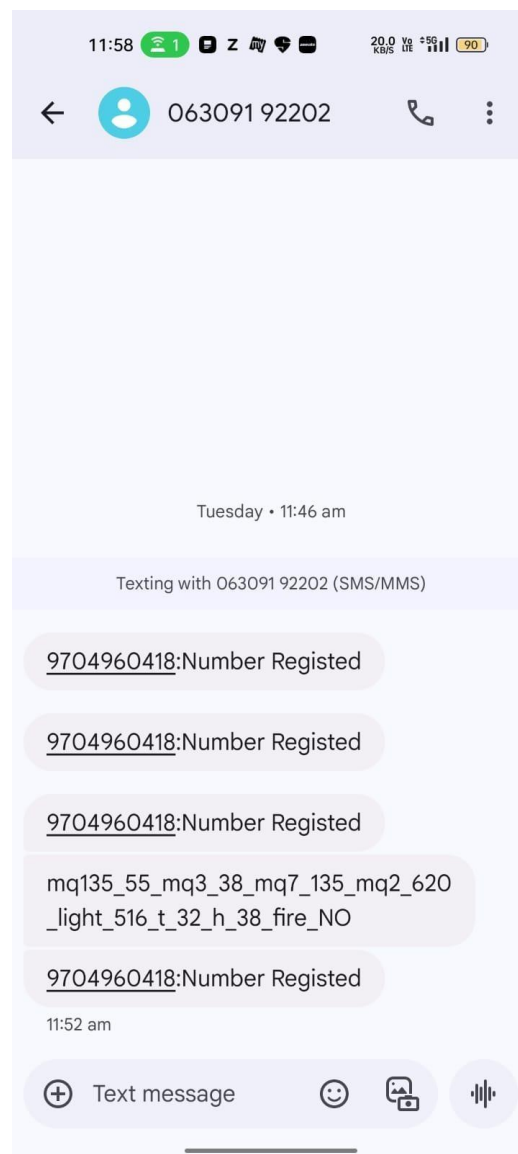 11:58 1 Z my 20.0 KB/S Vo LTE 5G 90
063091 92202
Tuesday • 11:46 am
Texting with 063091 92202 (SMS/MMS)
9704960418:Number Registed
9704960418:Number Registed
9704960418:Number Registed
mq135_55_mq3_38_mq7_135_mq2_620
_light_516_t_32_h_38_fire_NO
9704960418:Number Registed
11:52 am
Text message